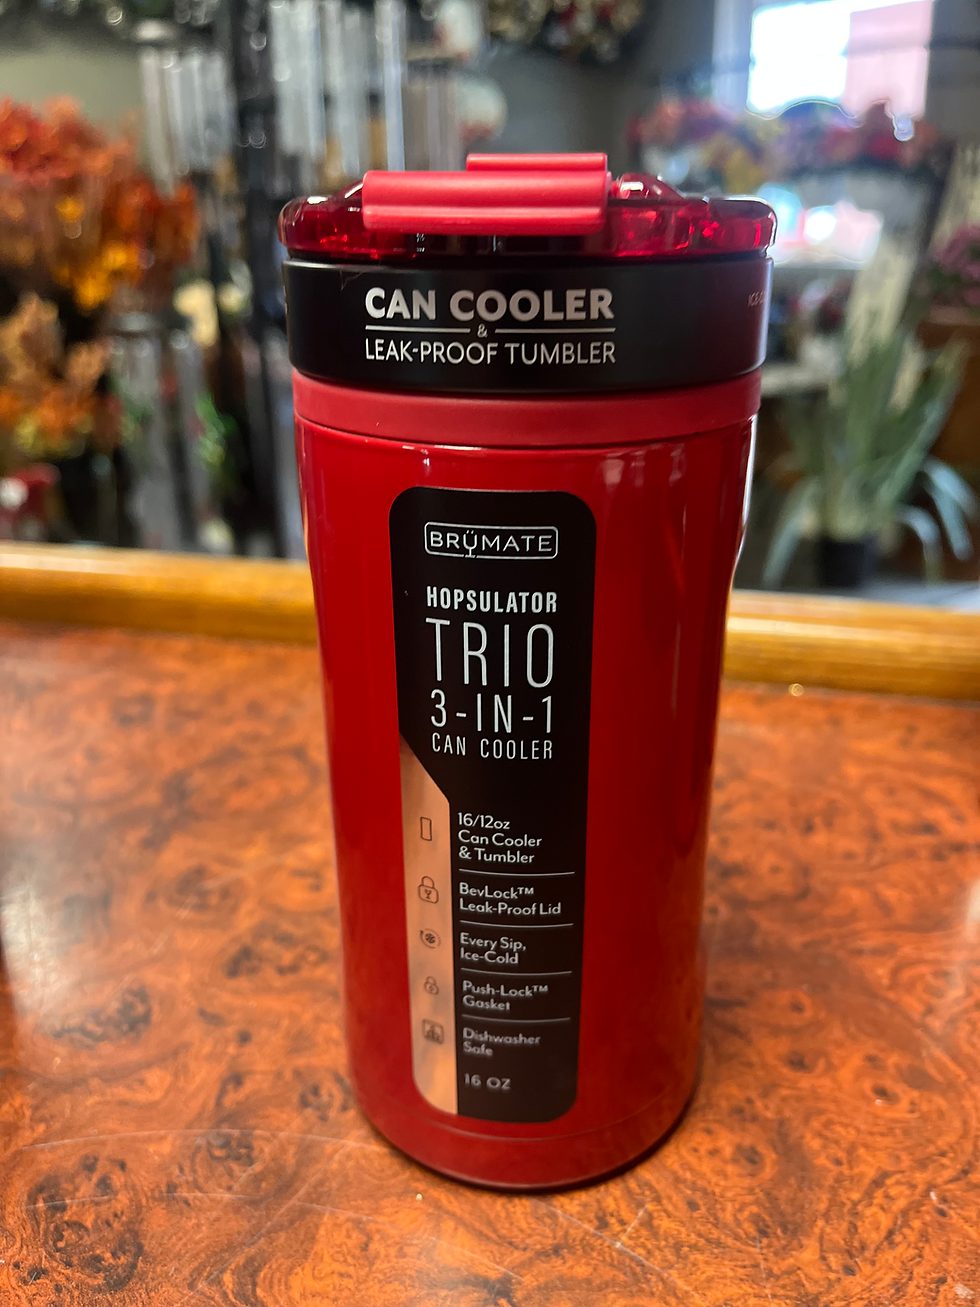 CAN COOLER
&
LEAK-PROOF TUMBLER
BRÜMATE
HOPSULATOR
TRIO
3-IN-1
CAN COOLER
16/12oz
Can Cooler
& Tumbler
BevLock™
Leak-Proof Lid
Every Sip,
Ice-Cold
Push-Lock™
Gasket
Dishwasher
Safe
16 OZ